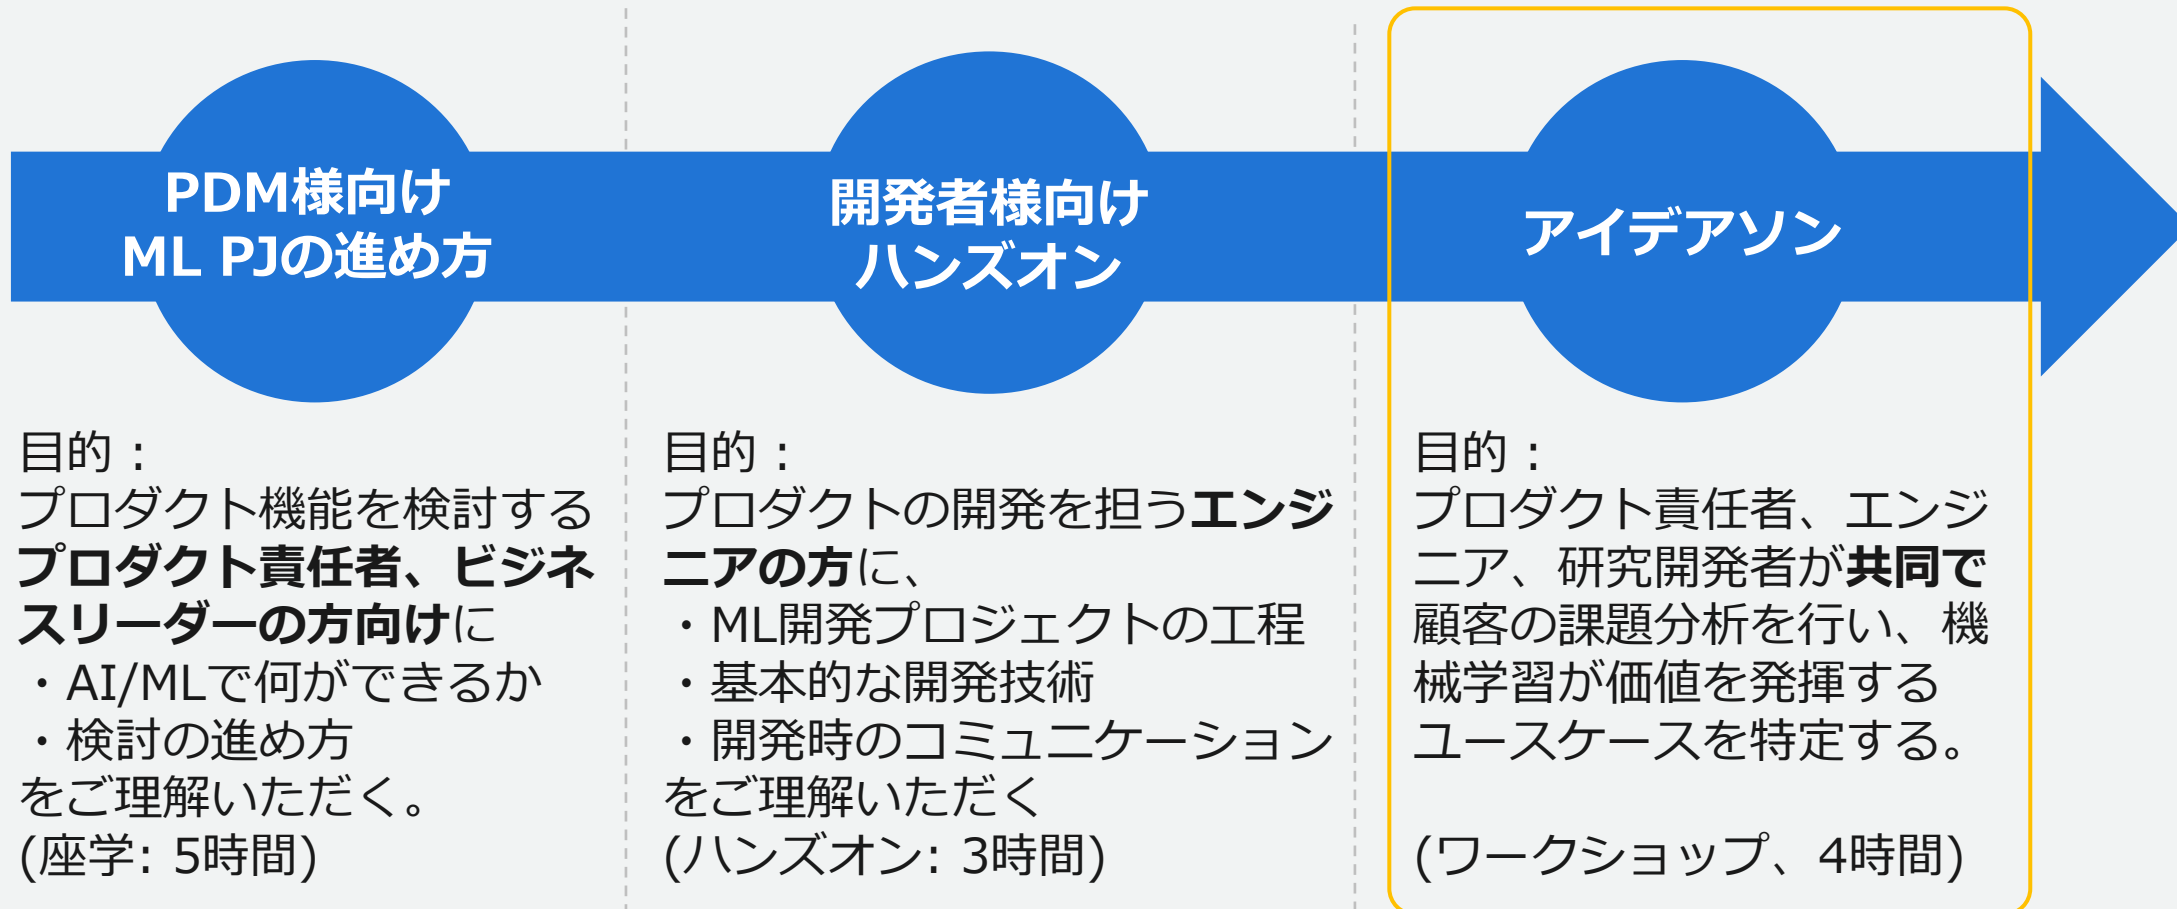 PDM様向け
ML PJの進め方
目的：
プロダクト機能を検討する
プロダクト責任者、ビジネ
スリーダーの方向けに
・AI/MLで何ができるか
・検討の進め方
をご理解いただく。
(座学: 5時間)
開発者様向け
ハンズオン
目的：
プロダクトの開発を担うエンジ
ニアの方に、
・ML開発プロジェクトの工程
・基本的な開発技術
・開発時のコミュニケーション
をご理解いただく
(ハンズオン: 3時間)
アイデアソン
目的：
プロダクト責任者、エンジ
ニア、研究開発者が共同で
顧客の課題分析を行い、機
械学習が価値を発揮する
ユースケースを特定する。
(ワークショップ、4時間)